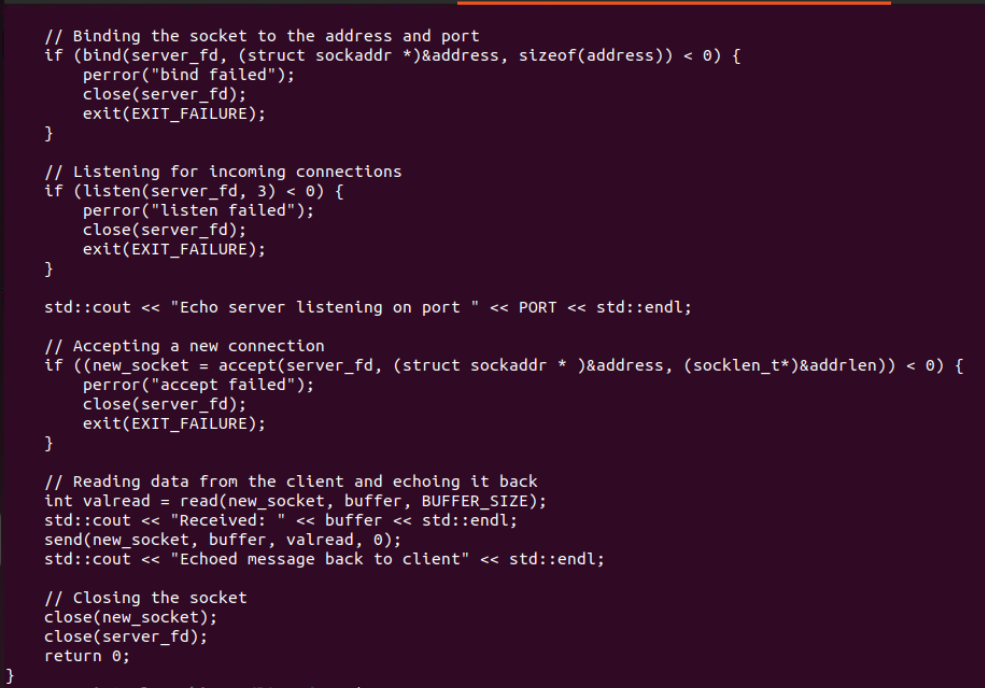 // Binding the socket to the address and port
if (bind(server_fd, (struct sockaddr *)&address, sizeof(address)) < 0) {
perror("bind failed");
close(server_fd);
exit(EXIT_FAILURE);
}
// Listening for incoming connections
if (listen(server_fd, 3) < 0) {
perror("listen failed");
close(server_fd);
exit(EXIT_FAILURE);
}
std::cout << "Echo server listening on port " << PORT << std::endl;
// Accepting a new connection
if ((new_socket = accept(server_fd, (struct sockaddr * )&address, (socklen_t*)&addrlen)) < 0) {
perror("accept failed");
close(server_fd);
exit(EXIT_FAILURE);
}
// Reading data from the client and echoing it back
int valread = read(new_socket, buffer, BUFFER_SIZE);
std::cout << "Received: " << buffer << std::endl;
send(new_socket, buffer, valread, 0);
std::cout << "Echoed message back to client" << std::endl;
// Closing the socket
close(new_socket);
close(server_fd);
return 0;
}